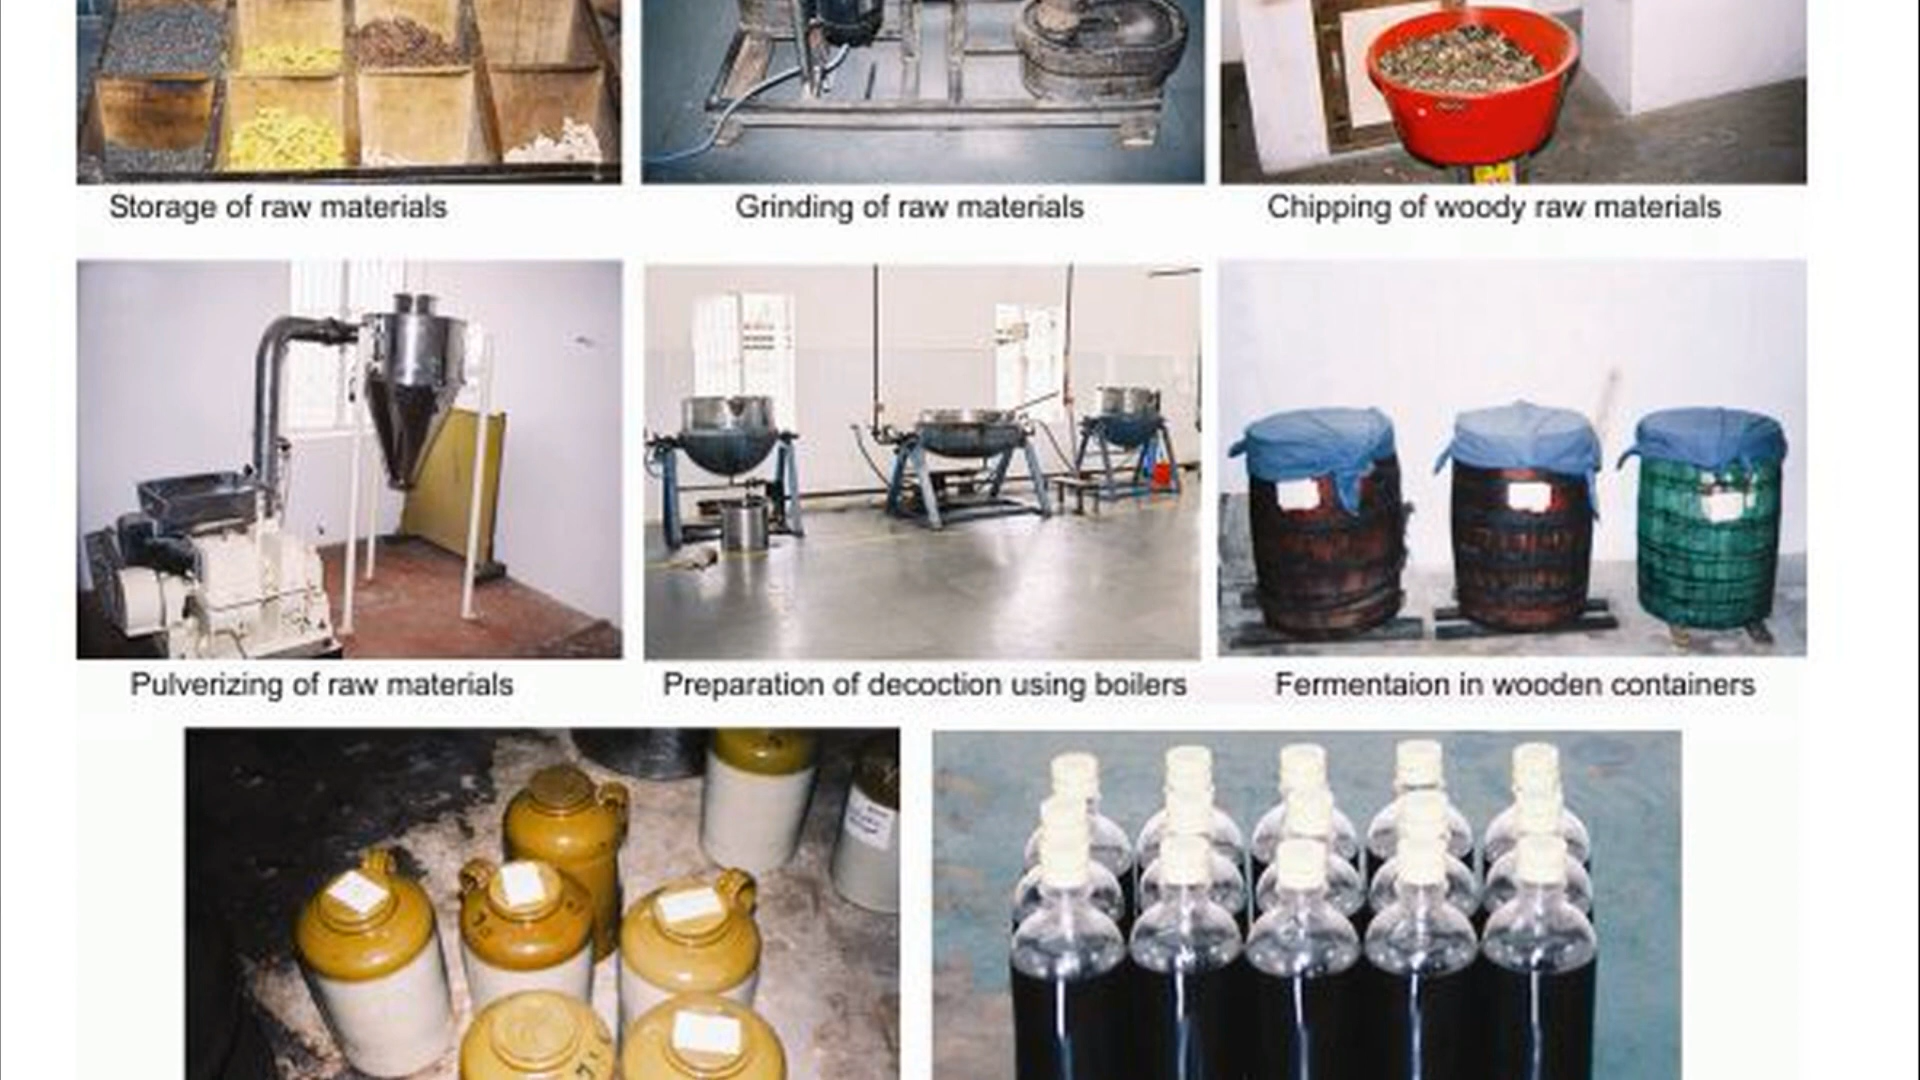 Storage of raw materials
Grinding of raw materials
Chipping of woody raw materials
Pulverizing of raw materials
Preparation of decoction using boilers
Fermentaion in wooden containers